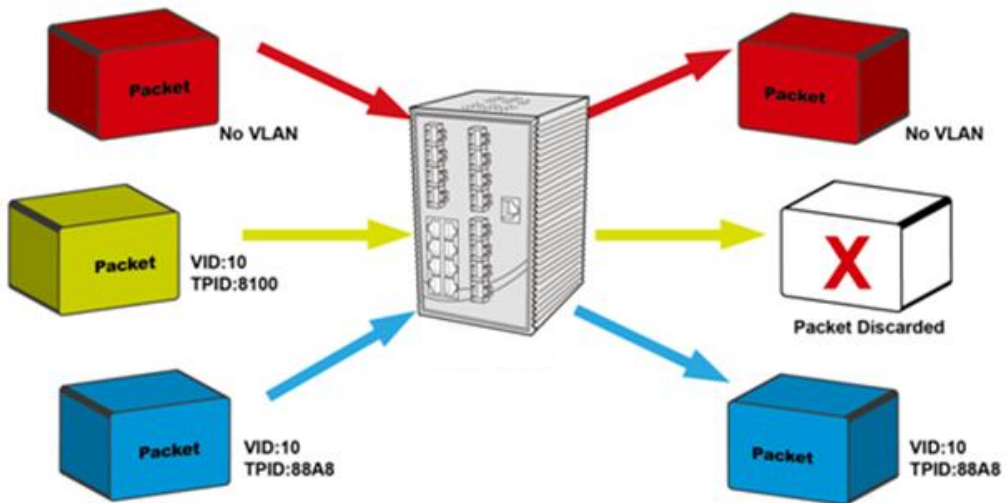 Packet
No VLAN
Packet
No VLAN
Packet
VID:10
TPID:8100
X
Packet Discarded
Packet
VID:10
TPID:88A8
Packet
VID:10
TPID:88A8